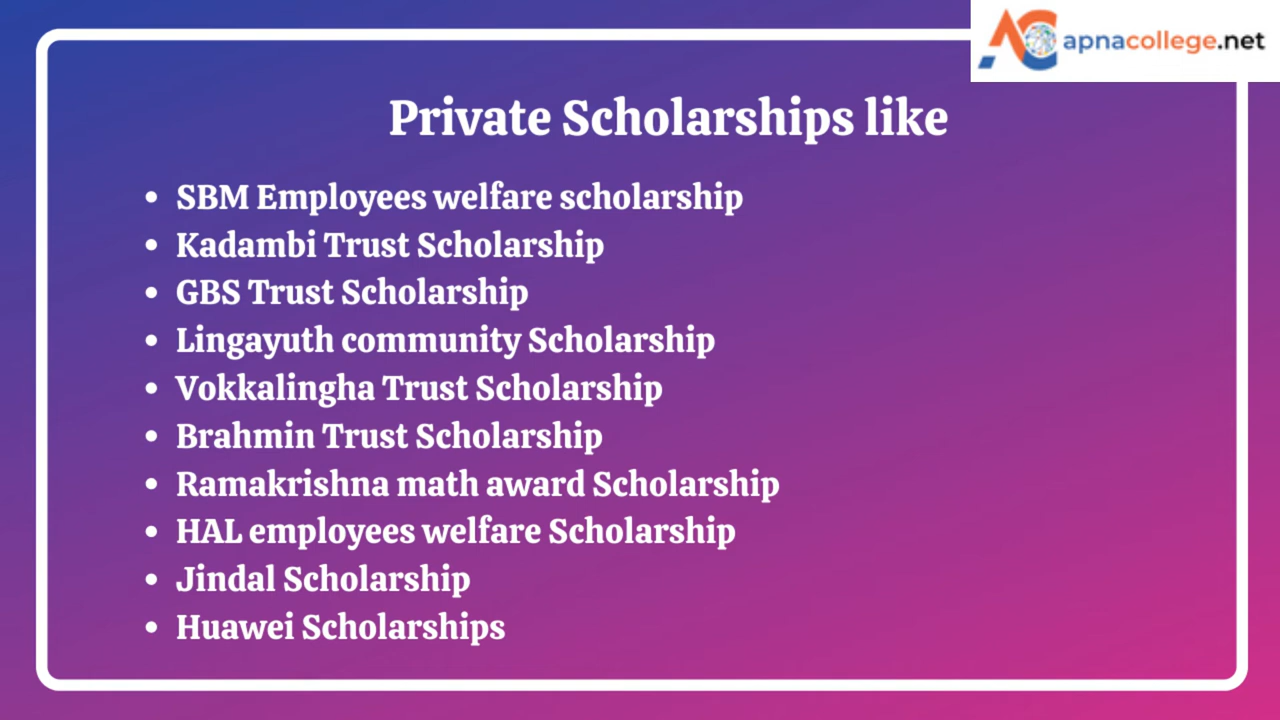 apnacollege.net
Private Scholarships like
• SBM Employees welfare scholarship
• Kadambi Trust Scholarship
• GBS Trust Scholarship
• Lingayuth community Scholarship
• Vokkalingha Trust Scholarship
• Brahmin Trust Scholarship
• Ramakrishna math award Scholarship
• HAL employees welfare Scholarship
• Jindal Scholarship
• Huawei Scholarships